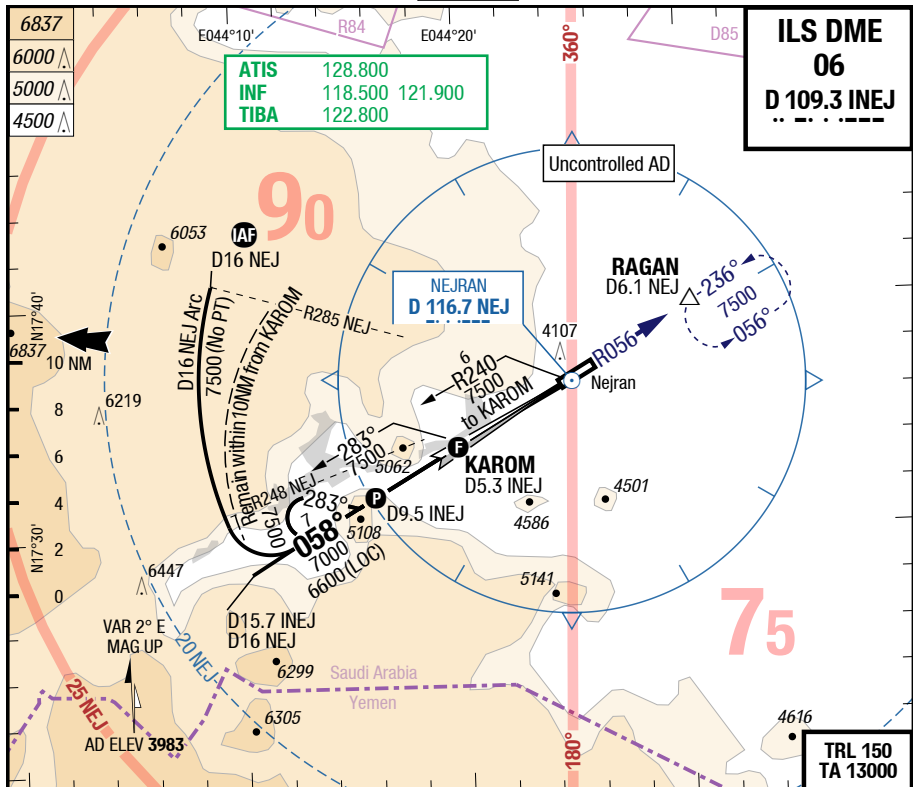 6837
6000
5000
4500
E044°10'
R84
E044°20'
D85
360°
ILS DME
06
D 109.3 INEJ
ATIS 128.800
INF 118.500 121.900
TIBA 122.800
Uncontrolled AD
90
6053
IAF
D16 NEJ
NEJRAN
D 116.7 NEJ
RAGAN
D6.1 NEJ
236°
7500
056°
R056
4107
Nejran
N17°40'
6837
10 NM
10
8
6
4
2
0
N17°30'
D16 NEJ Arc
7500 (No PT)
R285 NEJ
Remain within 10NM from KAROM
7500
6
R240
7500
to KAROM
6219
283°
7500
5062
R248 NEJ
F
KAROM
D5.3 INEJ
283°
7
P
D9.5 INEJ
5108
058°
7000
6600 (LOC)
4586
4501
5141
6447
D15.7 INEJ
D16 NEJ
75
VAR 2° E
MAG UP
20 NEJ
25 NEJ
6299
Saudi Arabia
Yemen
6305
AD ELEV 3983
180°
4616
TRL 150
TA 13000